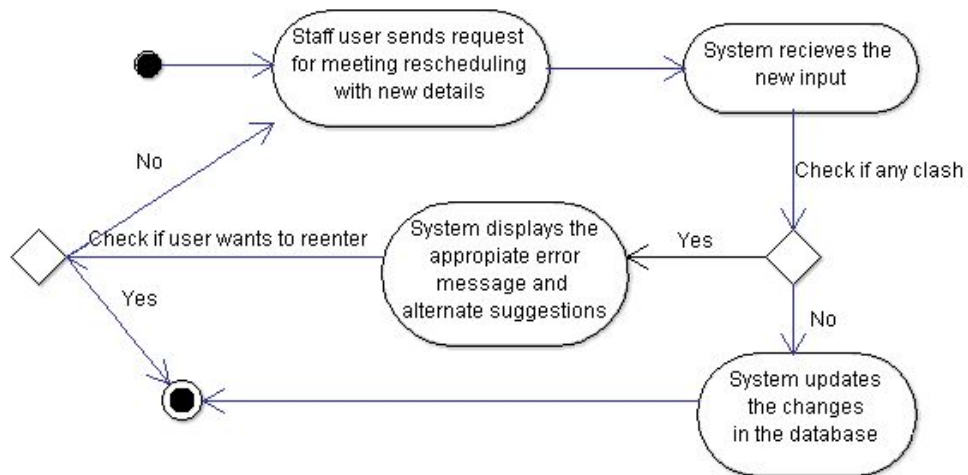 Staff user sends request
for meeting rescheduling
with new details
System recieves the
new input
No
Check if any clash
Check if user wants to reenter
System displays the
appropiate error
message and
alternate suggestions
Yes
Yes
No
System updates
the changes
in the database